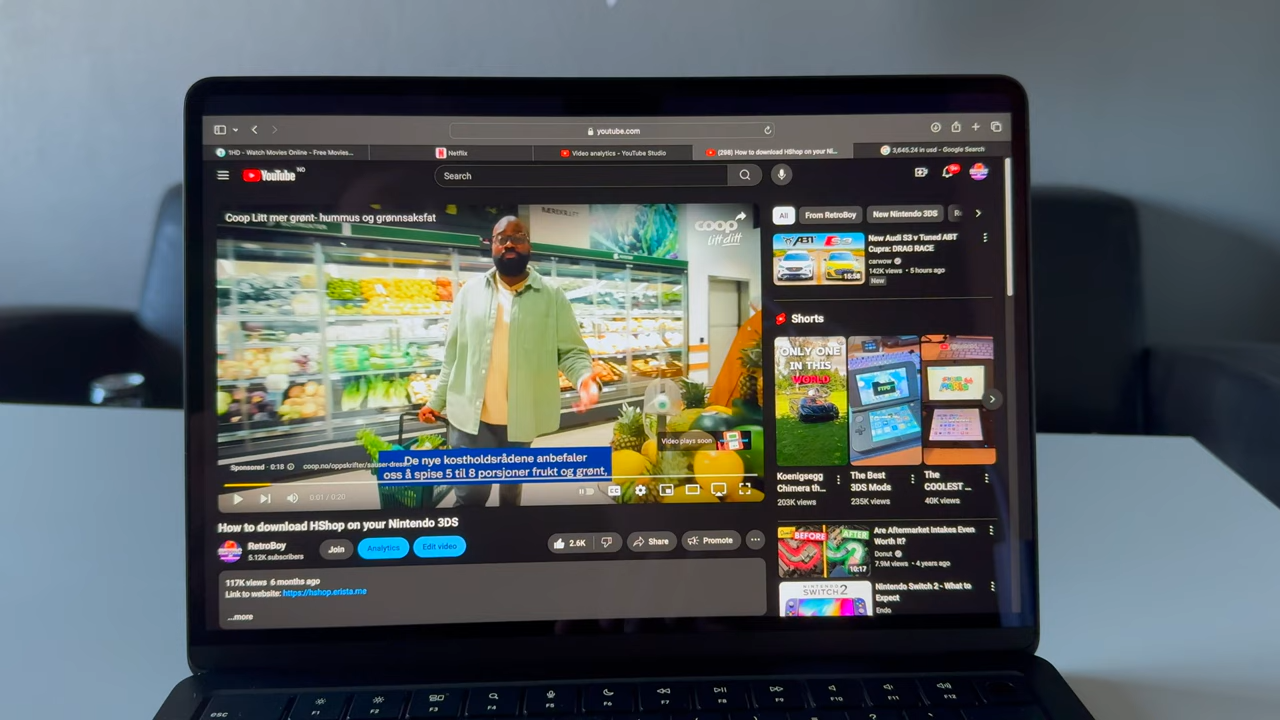 youtube.com
1HD - Watch Movies Online - Free Movies...
Netflix
Video analytics - YouTube Studio
(298) How to download HShop on your Ni...
3,645.24 in usd - Google Search
YouTube NO
Search
9+
Coop Litt mer grønt- hummus og grønnsaksfat
coop
litt ditt
Video plays soon
Sponsored · 0:18
coop.no/oppskrifter/sauser-dress
De nye kostholdsrådene anbefaler
oss å spise 5 til 8 porsjoner frukt og grønt,
0:01 / 0:20
CC
How to download HShop on your Nintendo 3DS
RetroBoy
5.12K subscribers
Join
Analytics
Edit video
2.6K
Share
Promote
117K views 6 months ago
Link to website: https://hshop.erista.me
...more
All
From RetroBoy
New Nintendo 3DS
ABT
S3
15:58
New Audi S3 v Tuned ABT
Cupra: DRAG RACE
carwow
142K views • 5 hours ago
New
Shorts
ONLY ONE
IN THIS
WORLD
Koenigsegg
Chimera th...
203K views
The Best
3DS Mods
235K views
The
COOLEST ...
40K views
BEFORE
AFTER
10:17
Are Aftermarket Intakes Even
Worth It?
Donut
7.9M views • 4 years ago
NINTENDO
SWITCH 2
Nintendo Switch 2 - What to
Expect
Endo
esc
F1
F2
F3
F4
F5
F6
F7
F8
F9
F10
F11
F12